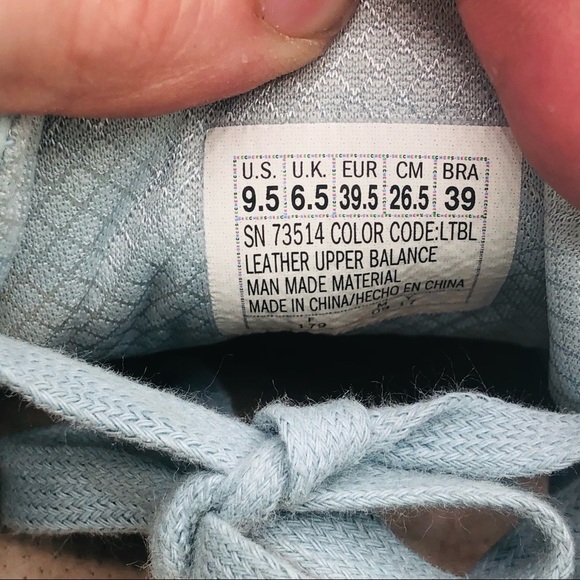 U.S. U.K. EUR CM BRA
9.5 6.5 39.5 26.5 39
SN 73514 COLOR CODE:LTBL
LEATHER UPPER BALANCE
MAN MADE MATERIAL
MADE IN CHINA/HECHO EN CHINA
F
179